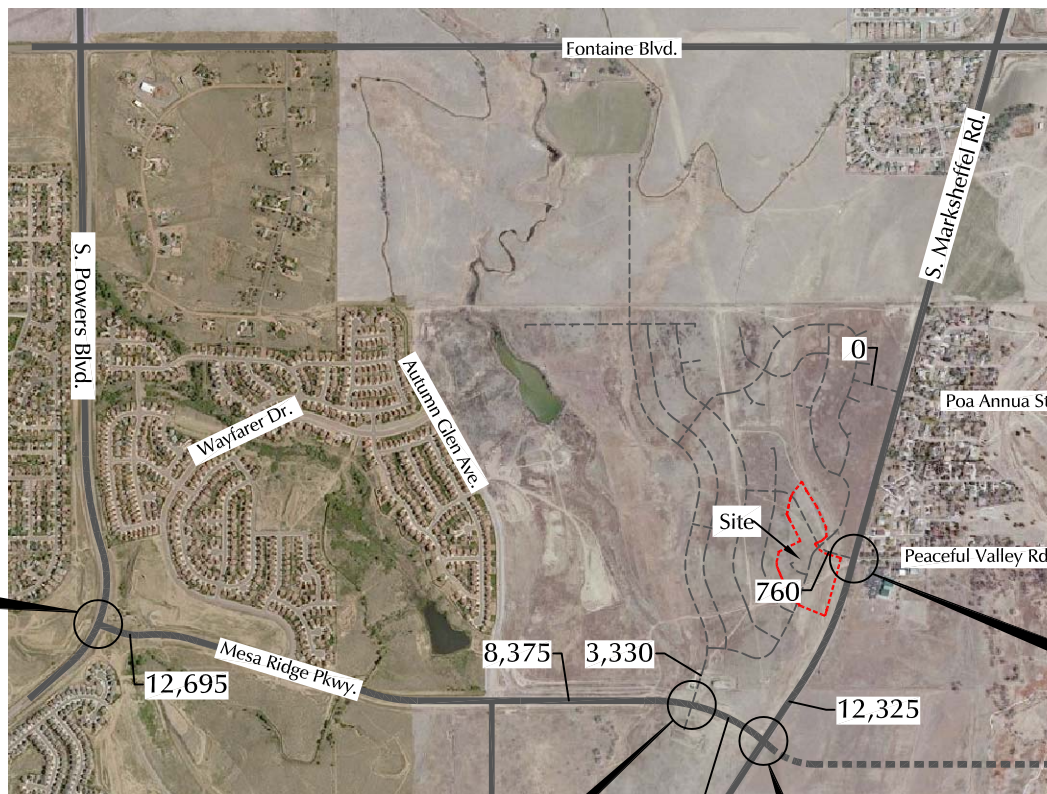 Fontaine Blvd.
S. Marksheffel Rd.
S. Powers Blvd.
0
Autumn Glen Ave.
Poa Annua St
Wayfarer Dr.
Site
Peaceful Valley Rd
760
Mesa Ridge Pkwy.
8,375
3,330
12,695
12,325